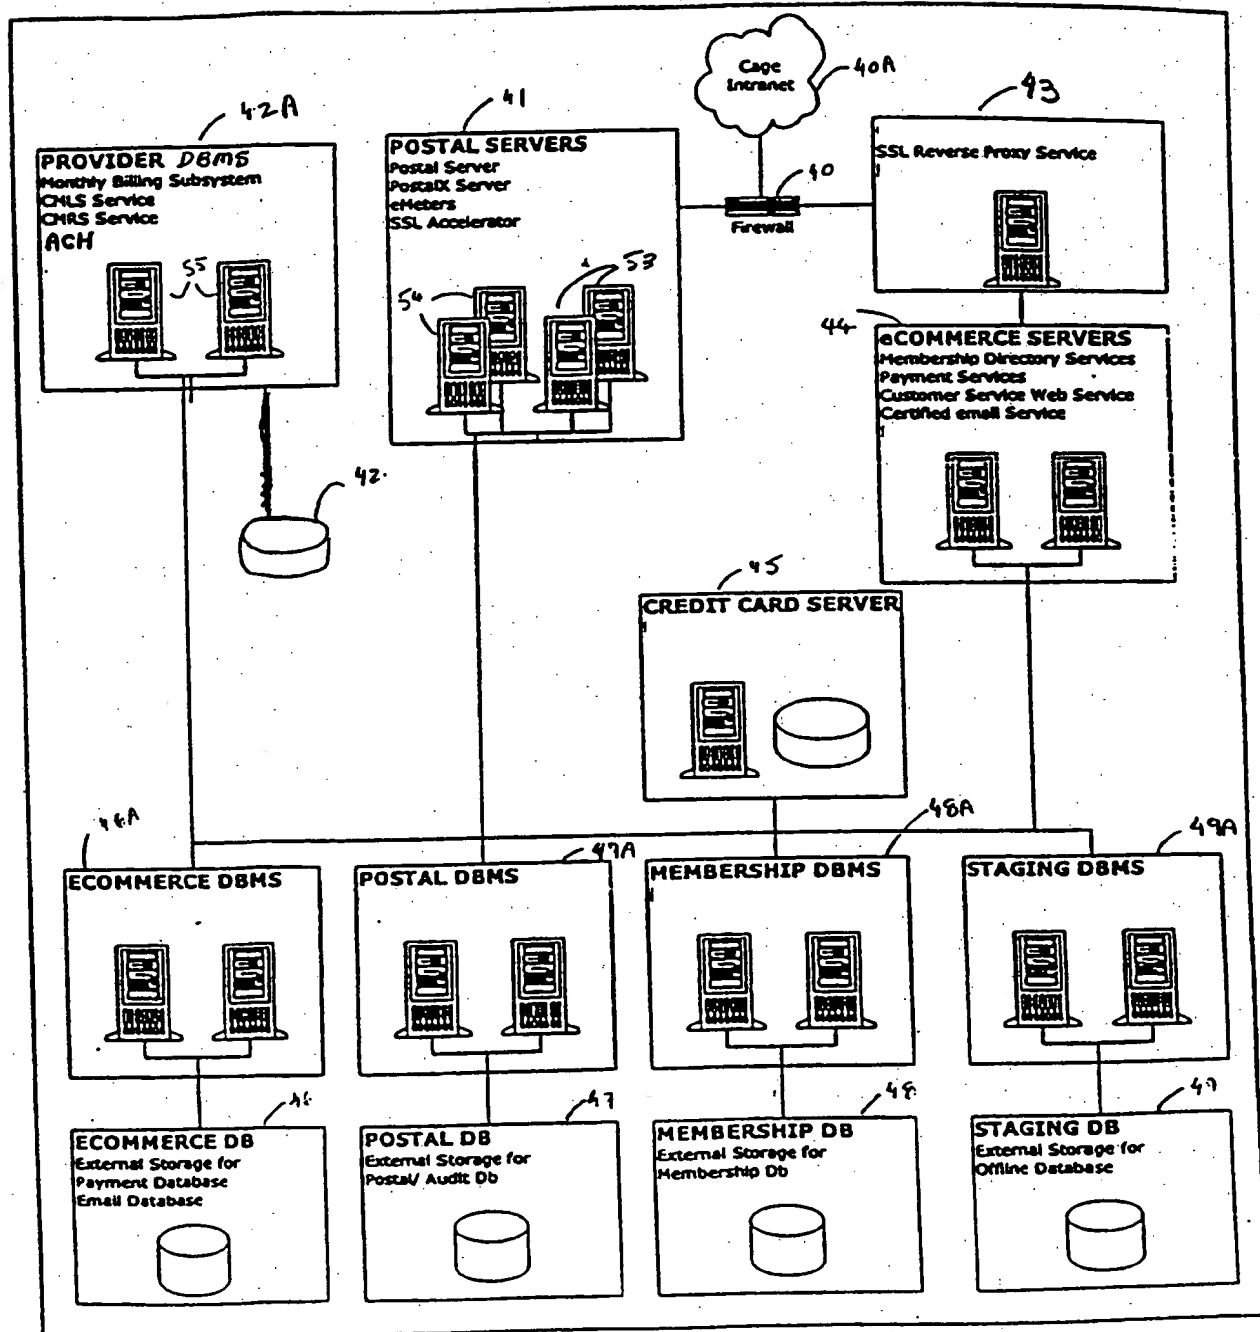 42A
PROVIDER DBMS
Monthly Billing Subsystem
CMLS Service
CMRS Service
ACH
55
42
41
POSTAL SERVERS
Postal Server
PostalX Server
eMeters
SSL Accelerator
54
53
Cage
Intranet
40A
40
Firewall
43
SSL Reverse Proxy Service
44
eCOMMERCE SERVERS
Membership Directory Services
Payment Services
Customer Service Web Service
Certified email Service
45
CREDIT CARD SERVER
46A
ECOMMERCE DBMS
47A
POSTAL DBMS
48A
MEMBERSHIP DBMS
49A
STAGING DBMS
46
ECOMMERCE DB
External Storage for
Payment Database
Email Database
47
POSTAL DB
External Storage for
Postal/ Audit Db
48
MEMBERSHIP DB
External Storage for
Membership Db
49
STAGING DB
External Storage for
Offline Database